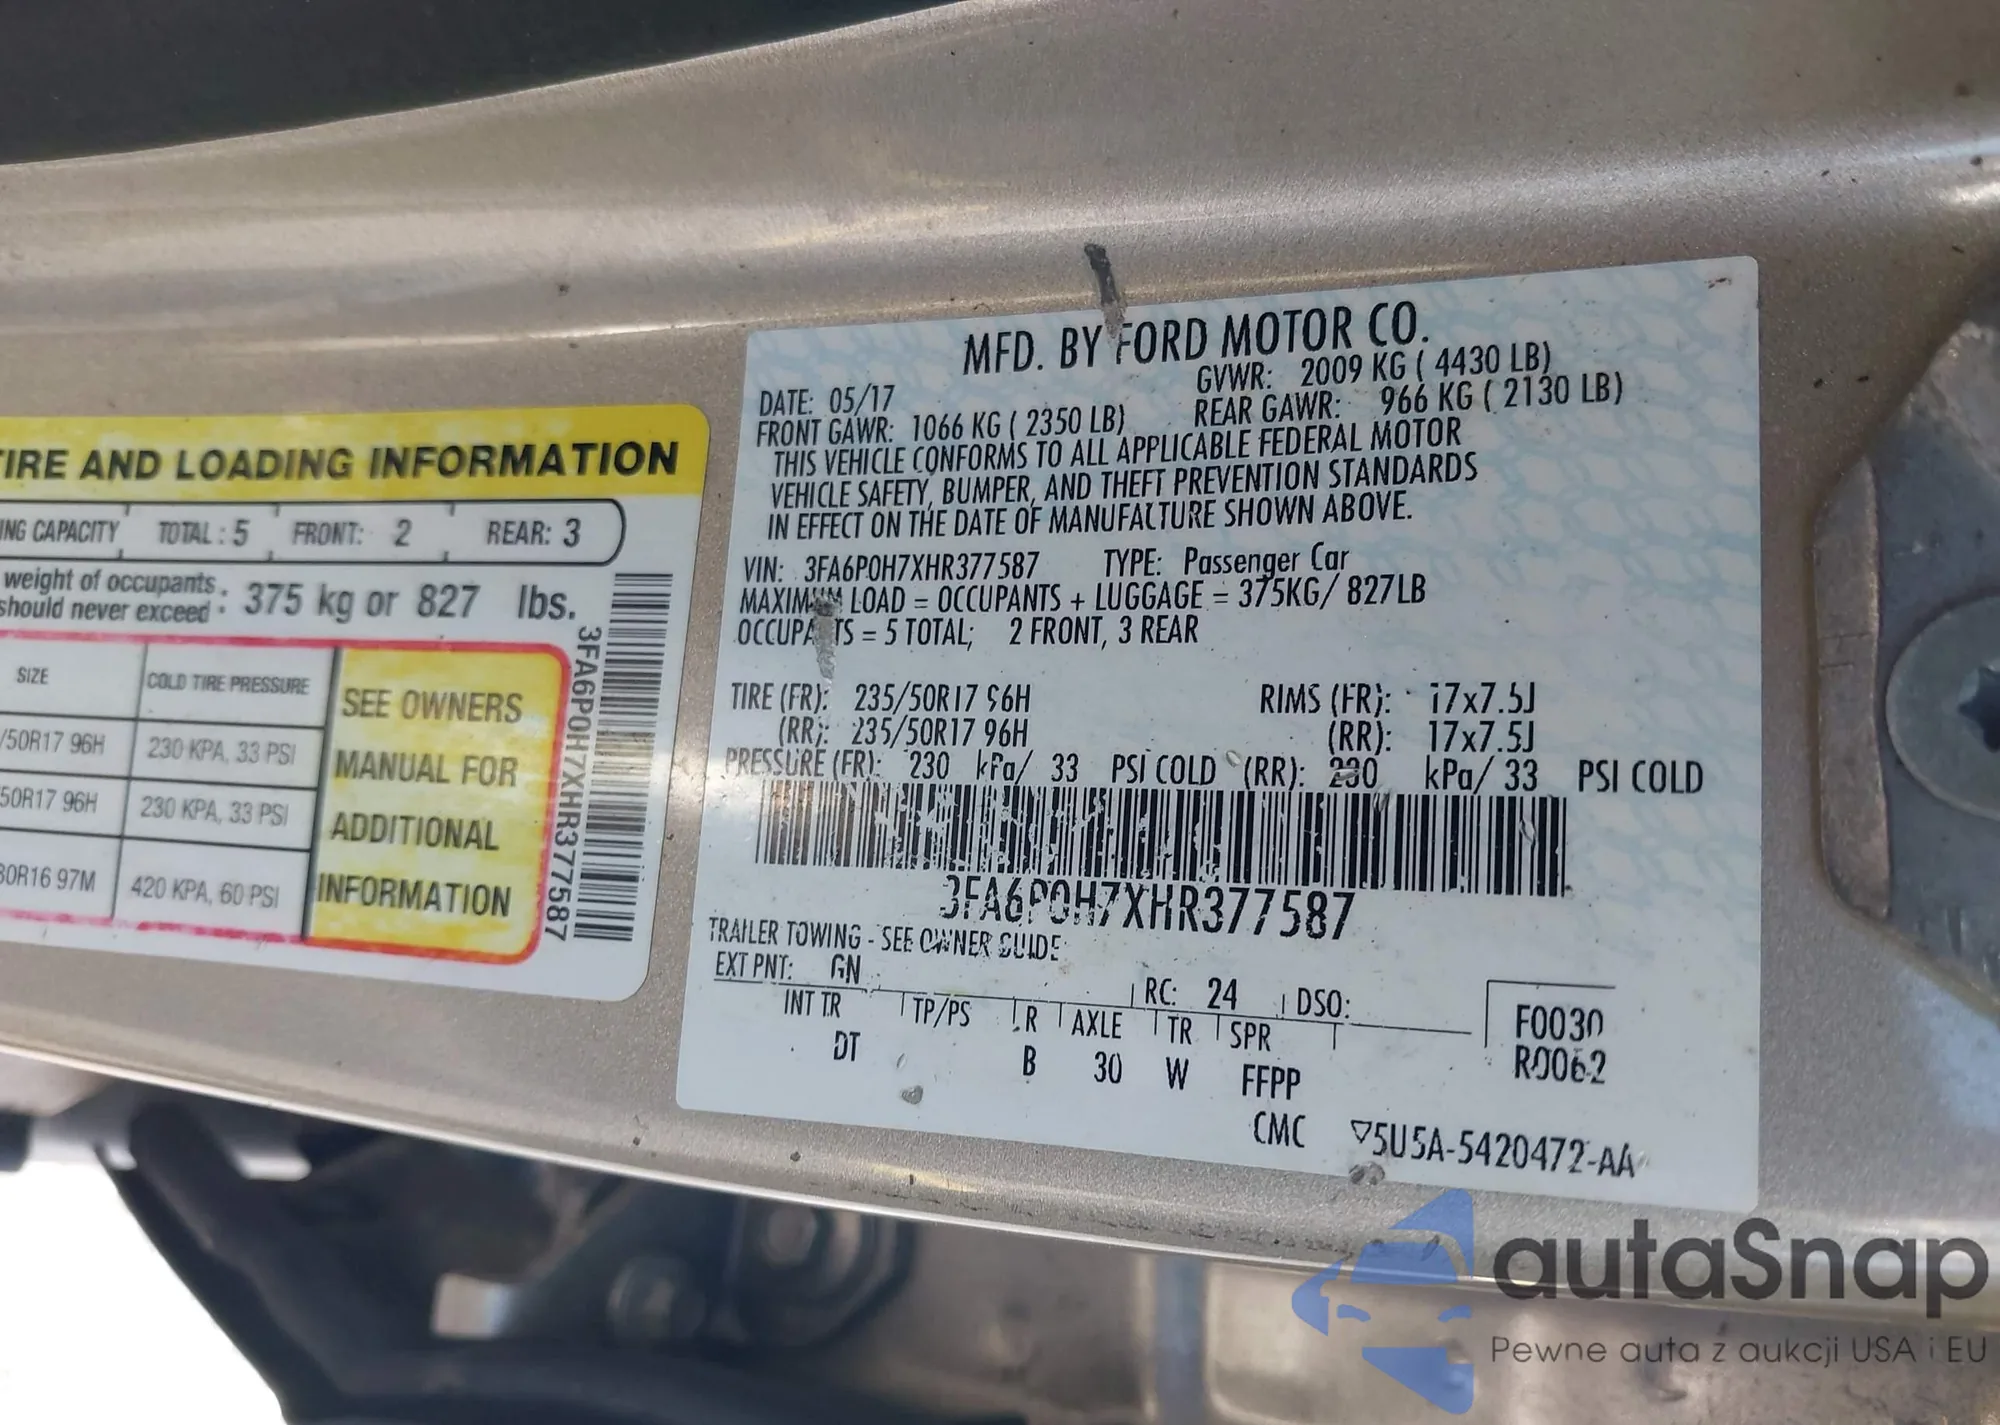 TIRE AND LOADING INFORMATION
ING CAPACITY TOTAL : 5 FRONT: 2 REAR: 3
weight of occupants
should never exceed : 375 kg or 827 lbs.
SIZE COLD TIRE PRESSURE
/50R17 96H 230 KPA, 33 PSI
50R17 96H 230 KPA, 33 PSI
80R16 97M 420 KPA, 60 PSI
SEE OWNERS
MANUAL FOR
ADDITIONAL
INFORMATION
3FA6P0H7XHR377587
MFD. BY FORD MOTOR CO.
DATE: 05/17 GVWR: 2009 KG ( 4430 LB)
FRONT GAWR: 1066 KG ( 2350 LB) REAR GAWR: 966 KG ( 2130 LB)
THIS VEHICLE CONFORMS TO ALL APPLICABLE FEDERAL MOTOR
VEHICLE SAFETY, BUMPER, AND THEFT PREVENTION STANDARDS
IN EFFECT ON THE DATE OF MANUFACTURE SHOWN ABOVE.
VIN: 3FA6P0H7XHR377587 TYPE: Passenger Car
MAXIMUM LOAD = OCCUPANTS + LUGGAGE = 375KG/ 827LB
OCCUPANTS = 5 TOTAL; 2 FRONT, 3 REAR
TIRE (FR): 235/50R17 96H RIMS (FR): 17x7.5J
(RR): 235/50R17 96H (RR): 17x7.5J
PRESSURE (FR): 230 kPa/ 33 PSI COLD (RR): 230 kPa/ 33 PSI COLD
3FA6P0H7XHR377587
TRAILER TOWING - SEE OWNER GUIDE
EXT PNT: GN RC: 24 DSO:
INT TR TP/PS R AXLE TR SPR
DT B 30 W FFPP
F0030
R0062
CMC ▽5U5A-5420472-AA
autaSnap
Pewne auta z aukcji USA i EU